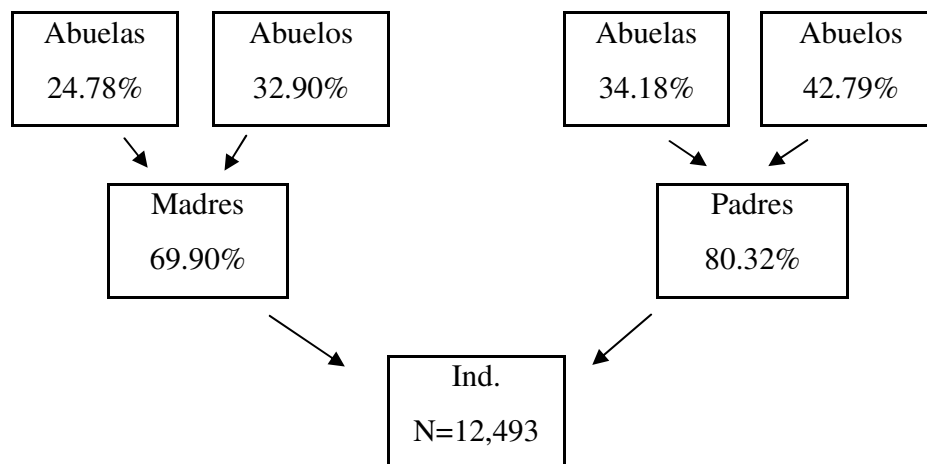 Abuelas
24.78%
Abuelos
32.90%
Abuelas
34.18%
Abuelos
42.79%
Madres
69.90%
Padres
80.32%
Ind.
N=12,493